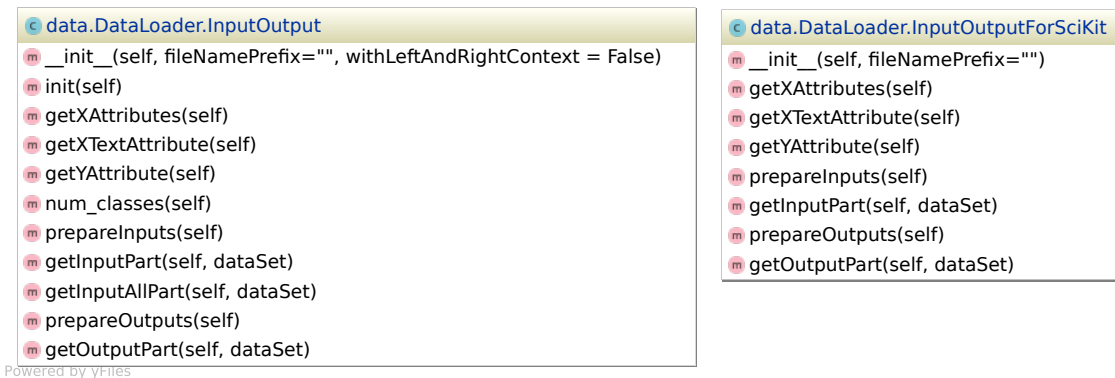 c data.DataLoader.InputOutput
m __init__(self, fileNamePrefix="", withLeftAndRightContext = False)
m init(self)
m getXAttributes(self)
m getXTextAttribute(self)
m getYAttribute(self)
m num_classes(self)
m prepareInputs(self)
m getInputPart(self, dataSet)
m getInputAllPart(self, dataSet)
m prepareOutputs(self)
m getOutputPart(self, dataSet)
c data.DataLoader.InputOutputForSciKit
m __init__(self, fileNamePrefix="")
m getXAttributes(self)
m getXTextAttribute(self)
m getYAttribute(self)
m prepareInputs(self)
m getInputPart(self, dataSet)
m prepareOutputs(self)
m getOutputPart(self, dataSet)
Powered by yFiles